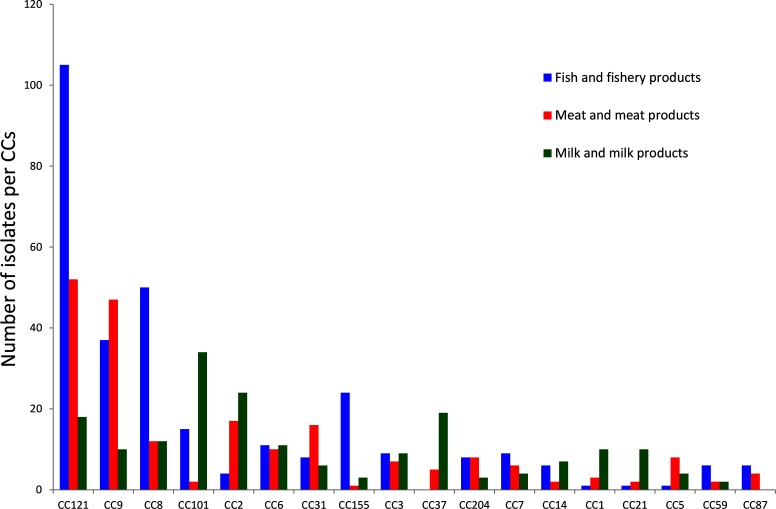 120
100
80
60
40
20
0
Number of isolates per CCs
Fish and fishery products
Meat and meat products
Milk and milk products
CC121 CC9 CC8 CC101 CC2 CC6 CC31 CC155 CC3 CC37 CC204 CC7 CC14 CC1 CC21 CC5 CC59 CC87